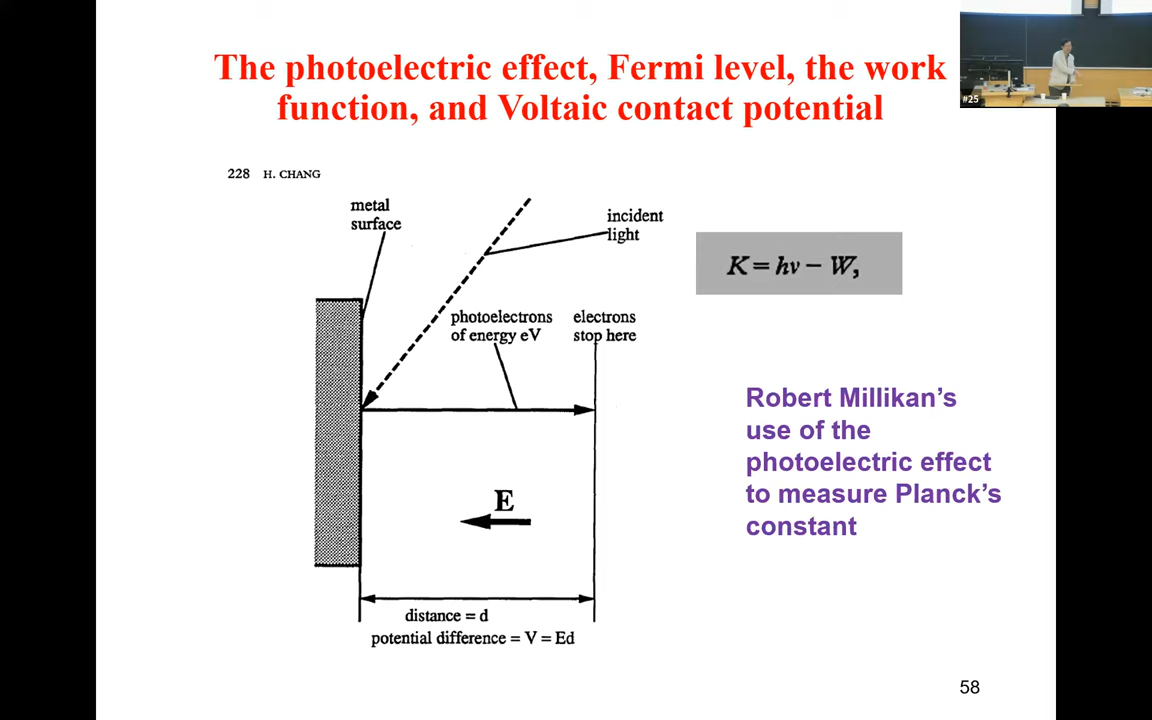 The photoelectric effect, Fermi level, the work
function, and Voltaic contact potential
#25
228 H. CHANG
metal
surface
incident
light
K = hν – W,
photoelectrons
of energy eV
electrons
stop here
Robert Millikan’s
use of the
photoelectric effect
to measure Planck’s
constant
E
distance = d
potential difference = V = Ed
58